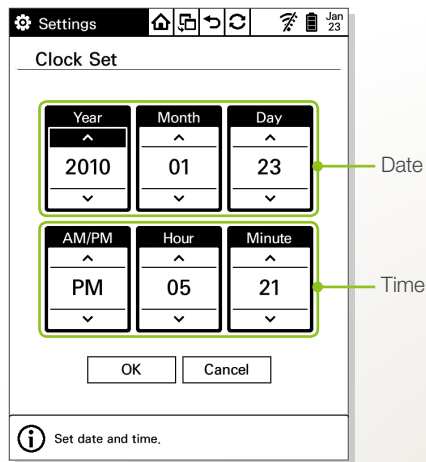 Settings
Jan
23
Clock Set
Year Month Day
2010 01 23
Date
AM/PM Hour Minute
PM 05 21
Time
OK Cancel
Set date and time.